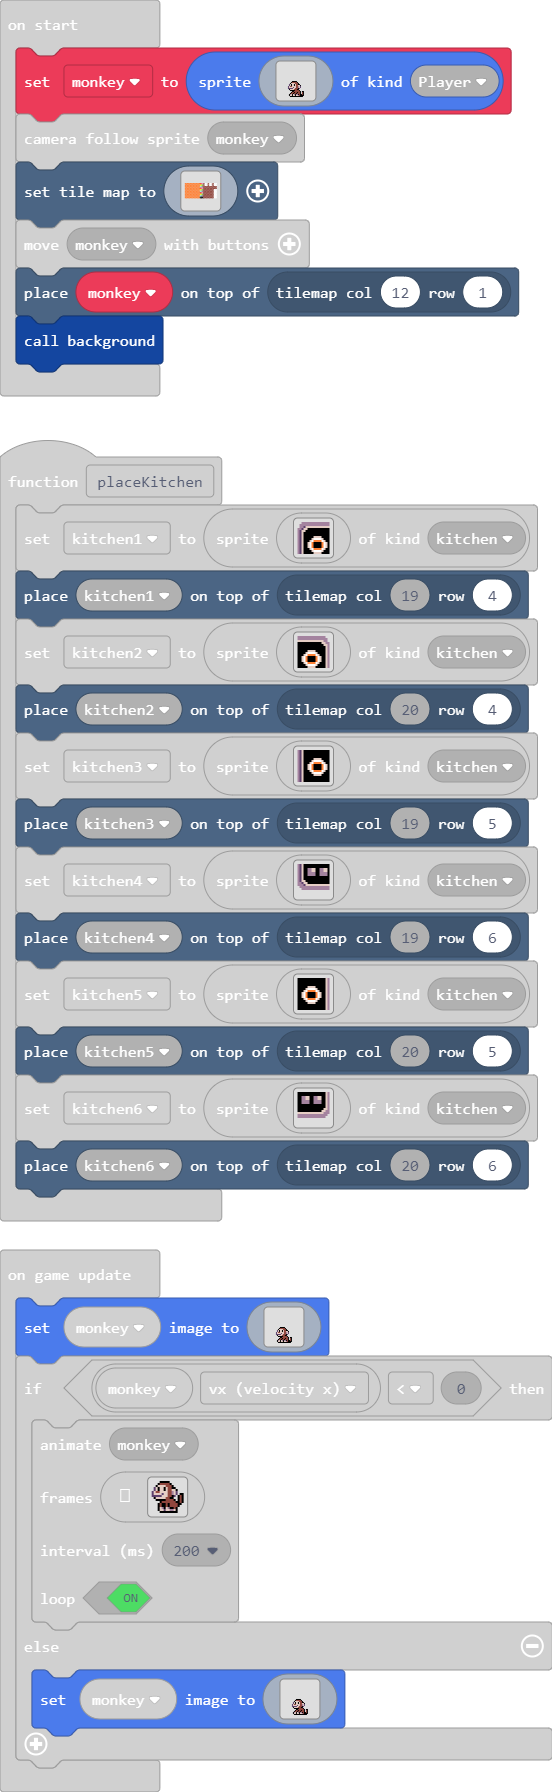 on start
set monkey to sprite of kind Player
camera follow sprite monkey
set tile map to
move monkey with buttons
place monkey on top of tilemap col 12 row 1
call background
function placeKitchen
set kitchen1 to sprite of kind kitchen
place kitchen1 on top of tilemap col 19 row 4
set kitchen2 to sprite of kind kitchen
place kitchen2 on top of tilemap col 20 row 4
set kitchen3 to sprite of kind kitchen
place kitchen3 on top of tilemap col 19 row 5
set kitchen4 to sprite of kind kitchen
place kitchen4 on top of tilemap col 19 row 6
set kitchen5 to sprite of kind kitchen
place kitchen5 on top of tilemap col 20 row 5
set kitchen6 to sprite of kind kitchen
place kitchen6 on top of tilemap col 20 row 6
on game update
set monkey image to
if monkey vx (velocity x) < 0 then
animate monkey
frames
interval (ms) 200
loop ON
else
set monkey image to